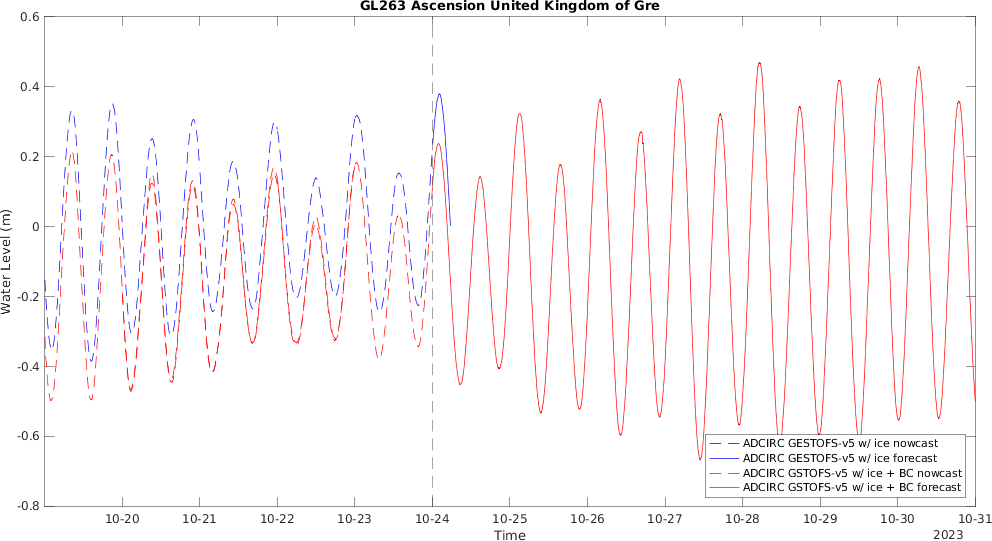 GL263 Ascension United Kingdom of Gre
0.6
0.4
0.2
0
-0.2
-0.4
-0.6
-0.8
Water Level (m)
ADCIRC GESTOFS-v5 w/ ice nowcast
ADCIRC GESTOFS-v5 w/ ice forecast
ADCIRC GSTOFS-v5 w/ ice + BC nowcast
ADCIRC GSTOFS-v5 w/ ice + BC forecast
10-20 10-21 10-22 10-23 10-24 10-25 10-26 10-27 10-28 10-29 10-30 10-31
Time
2023